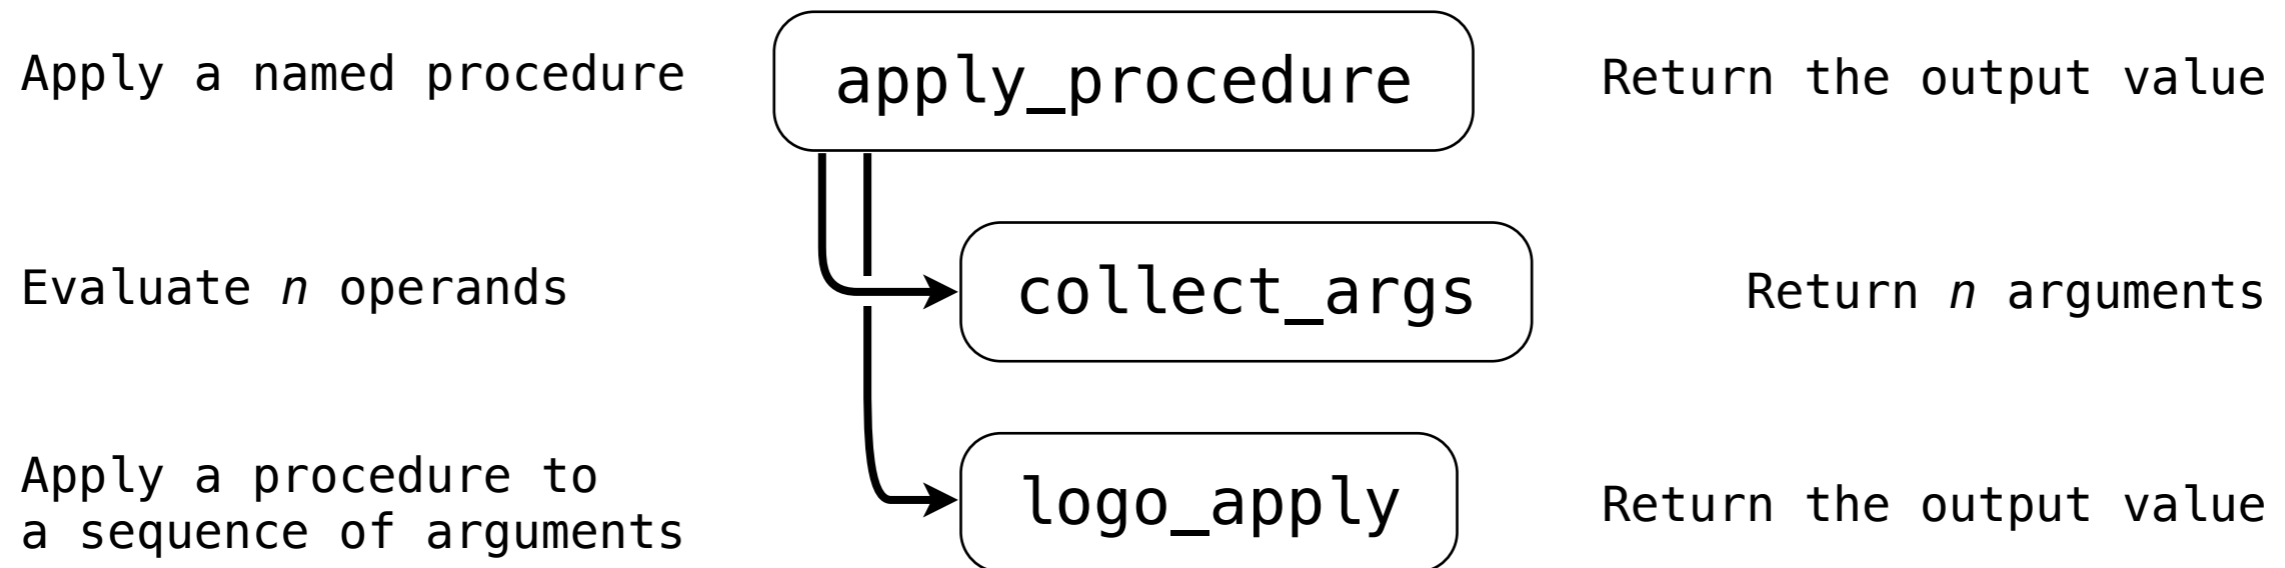 Apply a named procedure
apply_procedure
Return the output value
Evaluate n operands
collect_args
Return n arguments
Apply a procedure to
a sequence of arguments
logo_apply
Return the output value